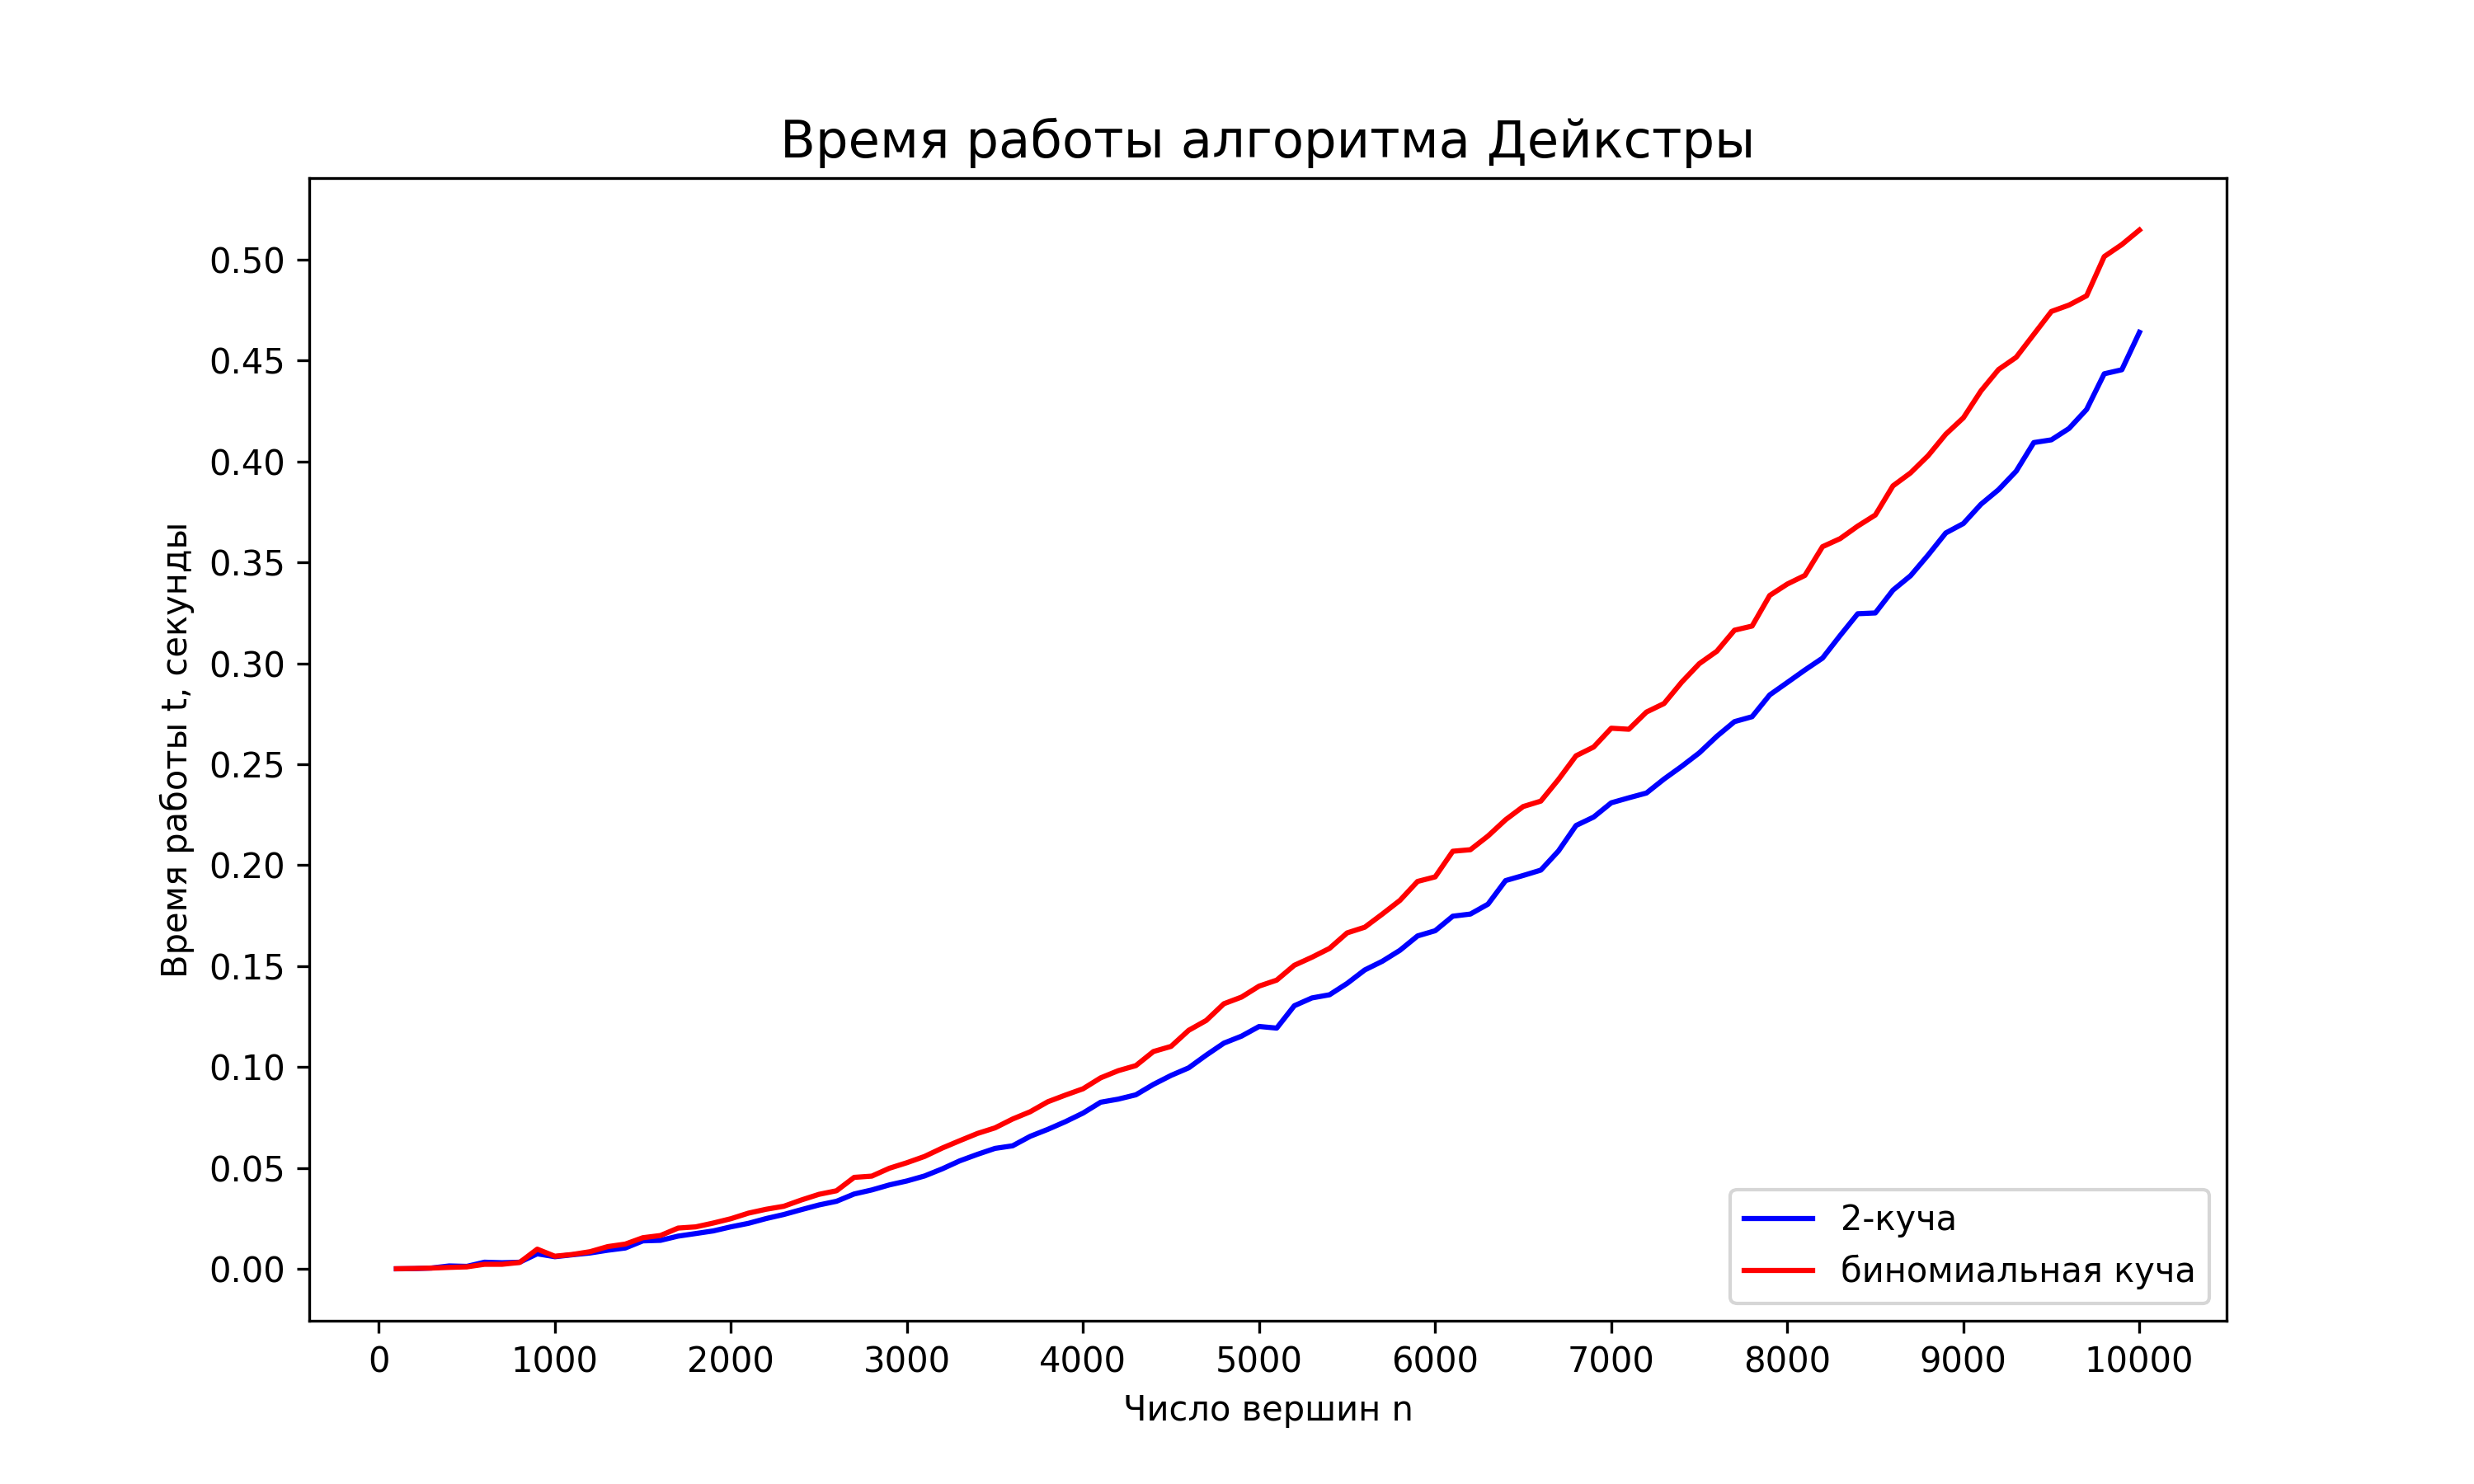 Время работы алгоритма Дейкстры
Время работы t, секунды
0.50
0.45
0.40
0.35
0.30
0.25
0.20
0.15
0.10
0.05
0.00
2-куча
биномиальная куча
0 1000 2000 3000 4000 5000 6000 7000 8000 9000 10000
Число вершин n